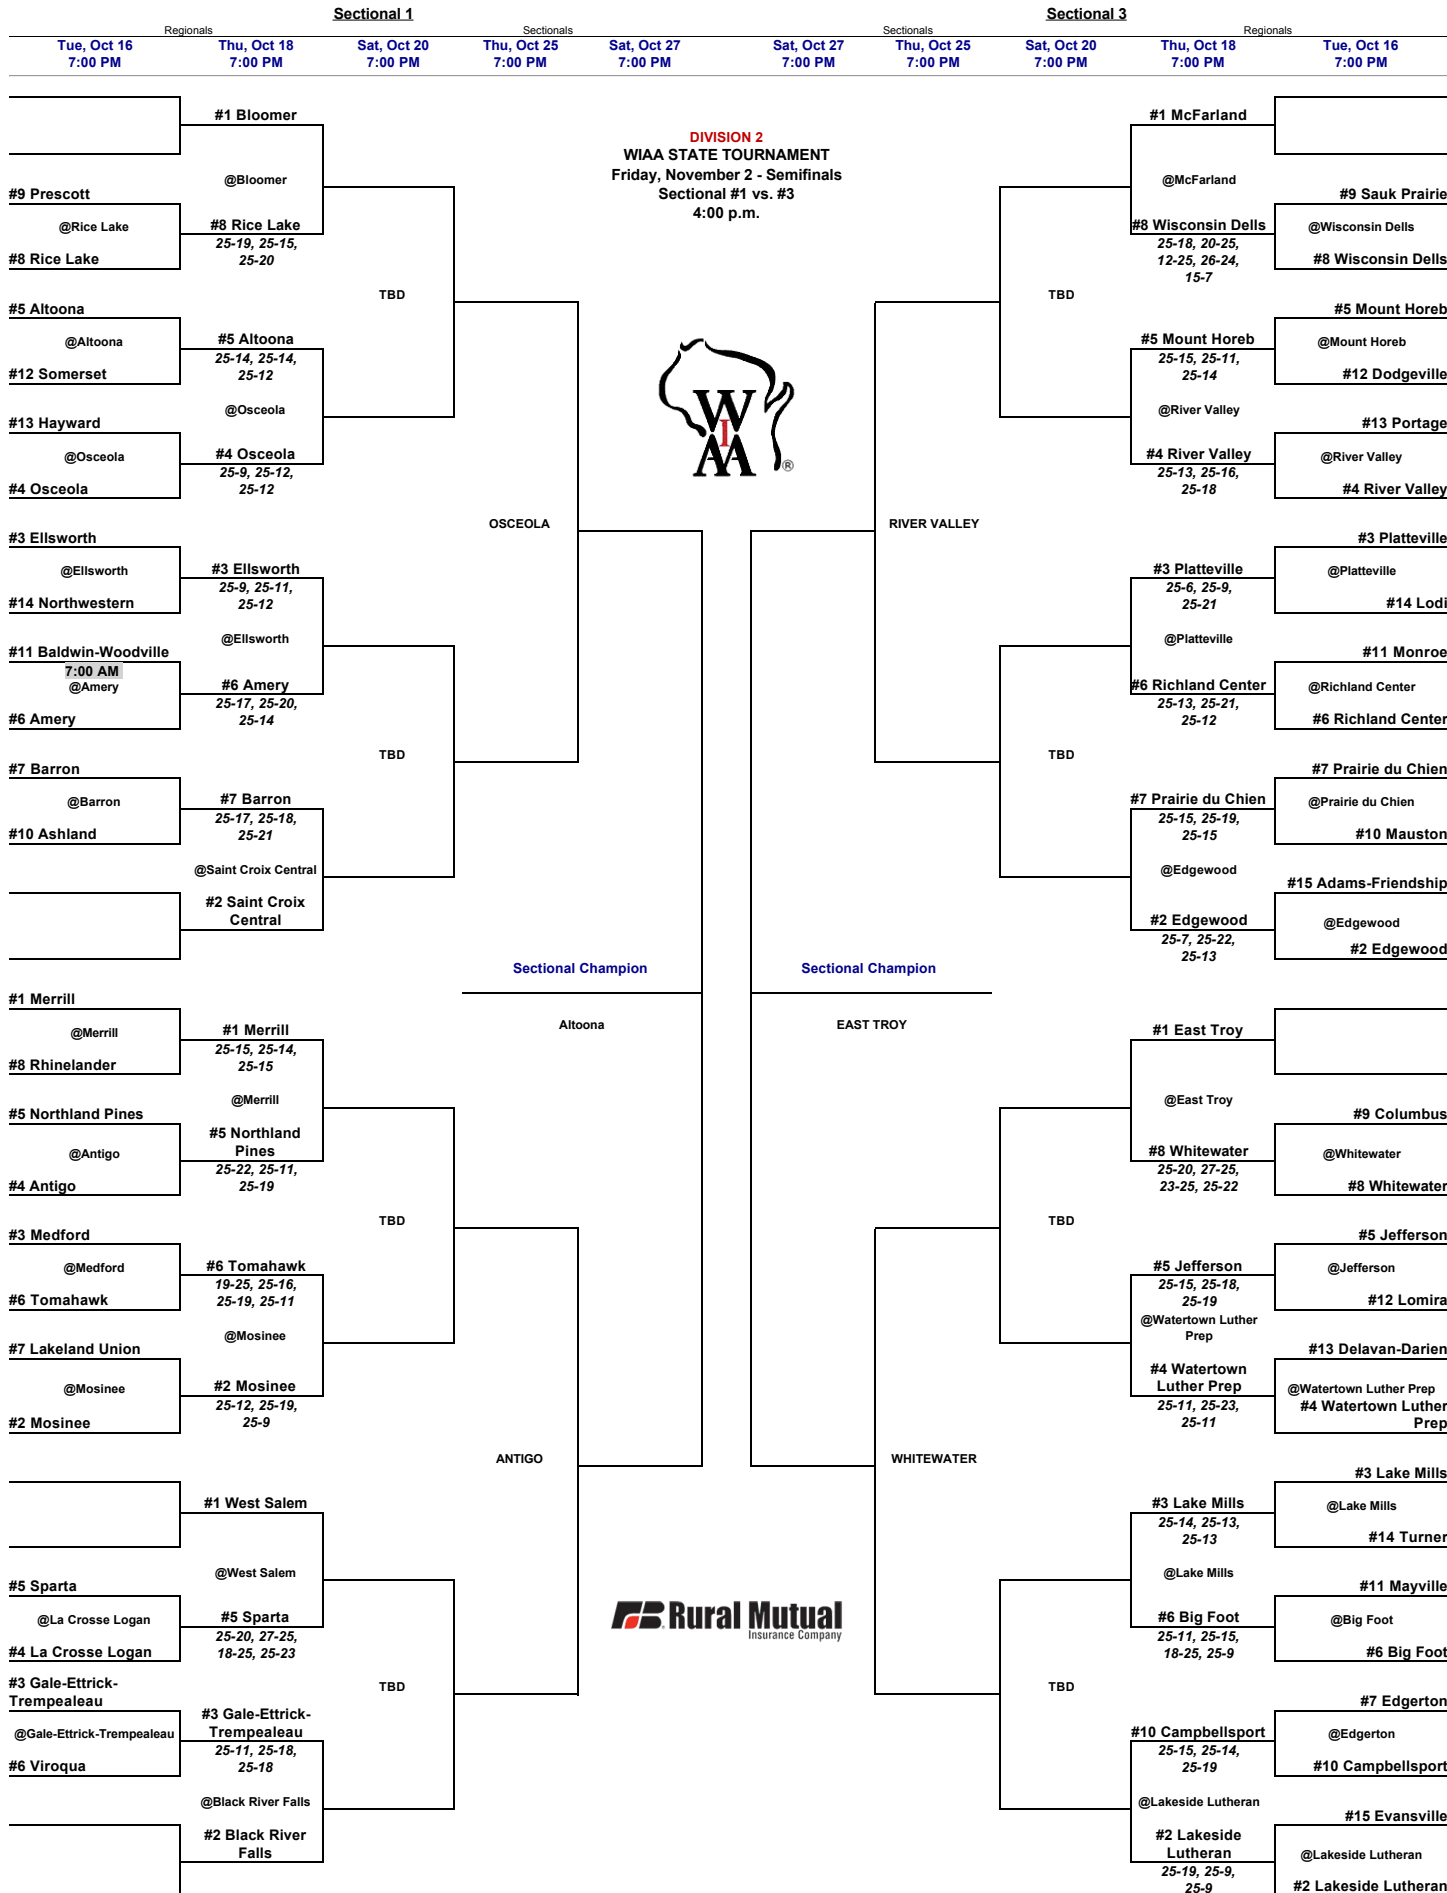 Sectional 1
Sectional 3
Regionals
Sectionals
Sectionals
Regionals
Tue, Oct 16
Thu, Oct 18
Sat, Oct 20
Thu, Oct 25
Sat, Oct 27
Sat, Oct 27
Thu, Oct 25
Sat, Oct 20
Thu, Oct 18
Tue, Oct 16
7:00 PM
7:00 PM
7:00 PM
7:00 PM
7:00 PM
7:00 PM
7:00 PM
7:00 PM
7:00 PM
7:00 PM
#1 Bloomer
@Bloomer
#9 Prescott
@Rice Lake
#8 Rice Lake
#8 Rice Lake
25-19, 25-15,
25-20
TBD
#5 Altoona
@Altoona
#12 Somerset
#5 Altoona
25-14, 25-14,
25-12
@Osceola
#13 Hayward
@Osceola
#4 Osceola
#4 Osceola
25-9, 25-12,
25-12
OSCEOLA
#3 Ellsworth
@Ellsworth
#14 Northwestern
#3 Ellsworth
25-9, 25-11,
25-12
@Ellsworth
#11 Baldwin-Woodville
7:00 AM
@Amery
#6 Amery
#6 Amery
25-17, 25-20,
25-14
TBD
#7 Barron
@Barron
#10 Ashland
#7 Barron
25-17, 25-18,
25-21
@Saint Croix Central
#2 Saint Croix
Central
Sectional Champion
Altoona
#1 Merrill
@Merrill
#8 Rhinelander
#1 Merrill
25-15, 25-14,
25-15
@Merrill
#5 Northland Pines
@Antigo
#4 Antigo
#5 Northland
Pines
25-22, 25-11,
25-19
TBD
#3 Medford
@Medford
#6 Tomahawk
#6 Tomahawk
19-25, 25-16,
25-19, 25-11
@Mosinee
#7 Lakeland Union
@Mosinee
#2 Mosinee
#2 Mosinee
25-12, 25-19,
25-9
ANTIGO
#1 West Salem
@West Salem
#5 Sparta
@La Crosse Logan
#4 La Crosse Logan
#5 Sparta
25-20, 27-25,
18-25, 25-23
TBD
#3 Gale-Ettrick-
Trempealeau
@Gale-Ettrick-Trempealeau
#6 Viroqua
#3 Gale-Ettrick-
Trempealeau
25-11, 25-18,
25-18
@Black River Falls
#2 Black River
Falls
DIVISION 2
WIAA STATE TOURNAMENT
Friday, November 2 - Semifinals
Sectional #1 vs. #3
4:00 p.m.
W
I
AA
®
Rural Mutual
Insurance Company
#1 McFarland
@McFarland
#9 Sauk Prairie
@Wisconsin Dells
#8 Wisconsin Dells
#8 Wisconsin Dells
25-18, 20-25,
12-25, 26-24,
15-7
TBD
#5 Mount Horeb
@Mount Horeb
#12 Dodgeville
#5 Mount Horeb
25-15, 25-11,
25-14
@River Valley
#13 Portage
@River Valley
#4 River Valley
#4 River Valley
25-13, 25-16,
25-18
RIVER VALLEY
#3 Platteville
@Platteville
#14 Lodi
#3 Platteville
25-6, 25-9,
25-21
@Platteville
#11 Monroe
@Richland Center
#6 Richland Center
#6 Richland Center
25-13, 25-21,
25-12
TBD
#7 Prairie du Chien
@Prairie du Chien
#10 Mauston
#7 Prairie du Chien
25-15, 25-19,
25-15
@Edgewood
#15 Adams-Friendship
@Edgewood
#2 Edgewood
#2 Edgewood
25-7, 25-22,
25-13
Sectional Champion
EAST TROY
#1 East Troy
@East Troy
#9 Columbus
@Whitewater
#8 Whitewater
#8 Whitewater
25-20, 27-25,
23-25, 25-22
TBD
#5 Jefferson
@Jefferson
#12 Lomira
#5 Jefferson
25-15, 25-18,
25-19
@Watertown Luther
Prep
#13 Delavan-Darien
@Watertown Luther Prep
#4 Watertown Luther
Prep
#4 Watertown
Luther Prep
25-11, 25-23,
25-11
WHITEWATER
#3 Lake Mills
@Lake Mills
#14 Turner
#3 Lake Mills
25-14, 25-13,
25-13
@Lake Mills
#11 Mayville
@Big Foot
#6 Big Foot
#6 Big Foot
25-11, 25-15,
18-25, 25-9
TBD
#7 Edgerton
@Edgerton
#10 Campbellsport
#10 Campbellsport
25-15, 25-14,
25-19
@Lakeside Lutheran
#15 Evansville
@Lakeside Lutheran
#2 Lakeside Lutheran
#2 Lakeside
Lutheran
25-19, 25-9,
25-9